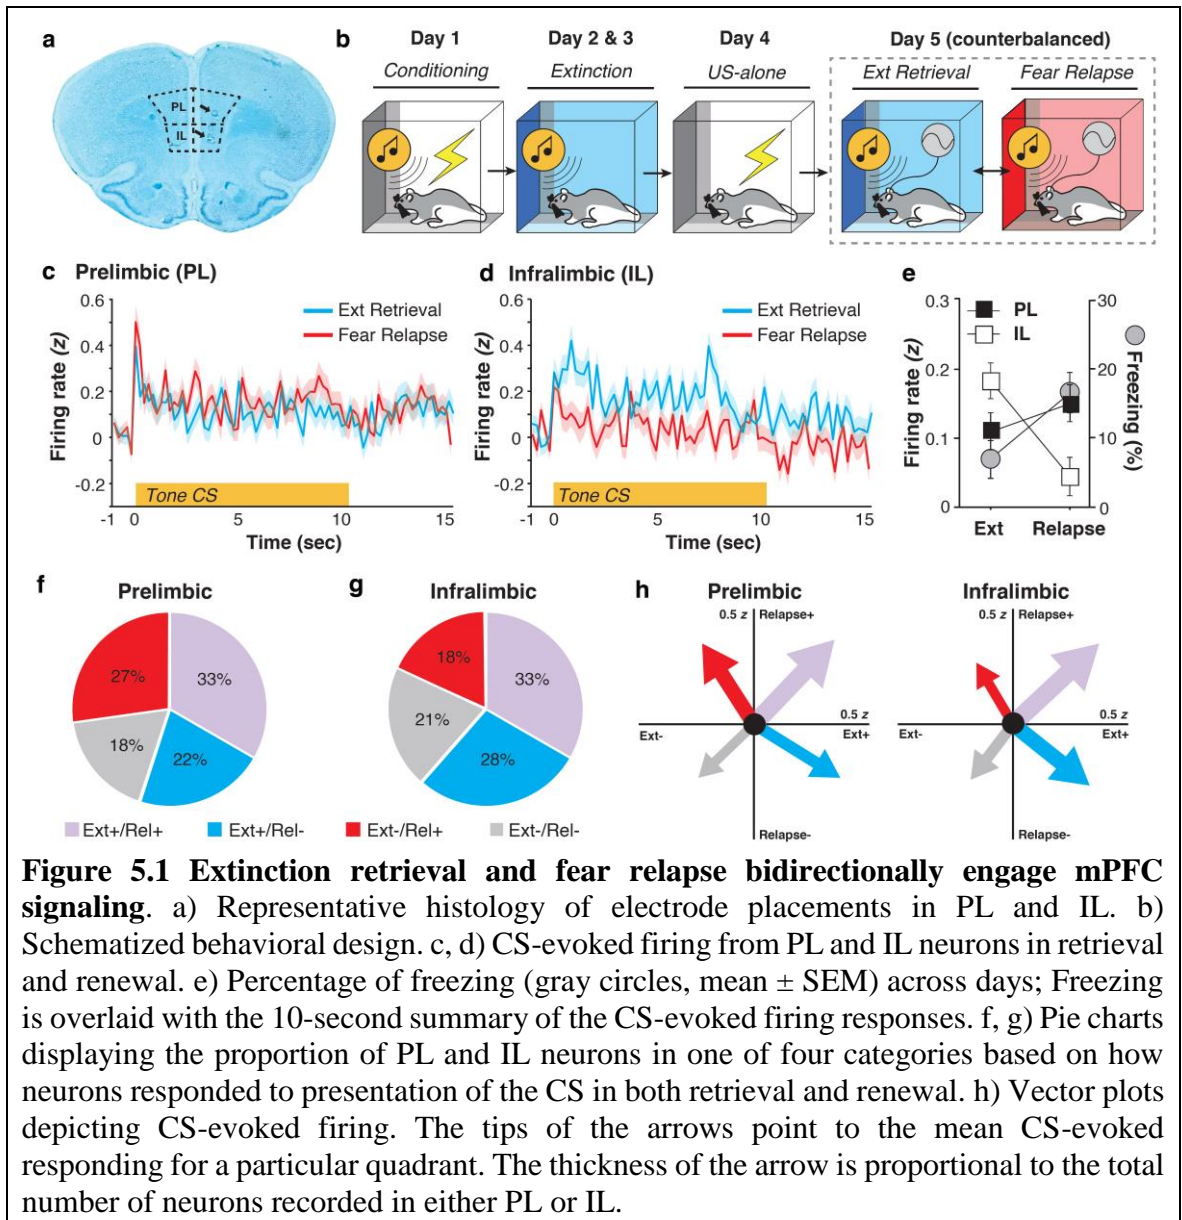 a
PL
IL
b
Day 1
Day 2 & 3
Day 4
Day 5 (counterbalanced)
Conditioning
Extinction
US-alone
Ext Retrieval
Fear Relapse
c Prelimbic (PL)
0.6
0.4
0.2
0
-0.2
Firing rate (z)
Ext Retrieval
Fear Relapse
Tone CS
-1 0 5 10 15
Time (sec)
d Infralimbic (IL)
0.6
0.4
0.2
0
-0.2
Firing rate (z)
Ext Retrieval
Fear Relapse
Tone CS
-1 0 5 10 15
Time (sec)
e
0.3
0.2
0.1
0
Firing rate (z)
PL
IL
30
20
10
0
Freezing (%)
Ext Relapse
f
Prelimbic
27%
33%
18%
22%
g
Infralimbic
18%
33%
21%
28%
Ext+/Rel+ Ext+/Rel- Ext-/Rel+ Ext-/Rel-
h
Prelimbic
0.5 z Relapse+
0.5 z
Ext- Ext+
Relapse-
Infralimbic
0.5 z Relapse+
0.5 z
Ext- Ext+
Relapse-
Figure 5.1 Extinction retrieval and fear relapse bidirectionally engage mPFC
signaling. a) Representative histology of electrode placements in PL and IL. b)
Schematized behavioral design. c, d) CS-evoked firing from PL and IL neurons in retrieval
and renewal. e) Percentage of freezing (gray circles, mean ± SEM) across days; Freezing
is overlaid with the 10-second summary of the CS-evoked firing responses. f, g) Pie charts
displaying the proportion of PL and IL neurons in one of four categories based on how
neurons responded to presentation of the CS in both retrieval and renewal. h) Vector plots
depicting CS-evoked firing. The tips of the arrows point to the mean CS-evoked
responding for a particular quadrant. The thickness of the arrow is proportional to the total
number of neurons recorded in either PL or IL.